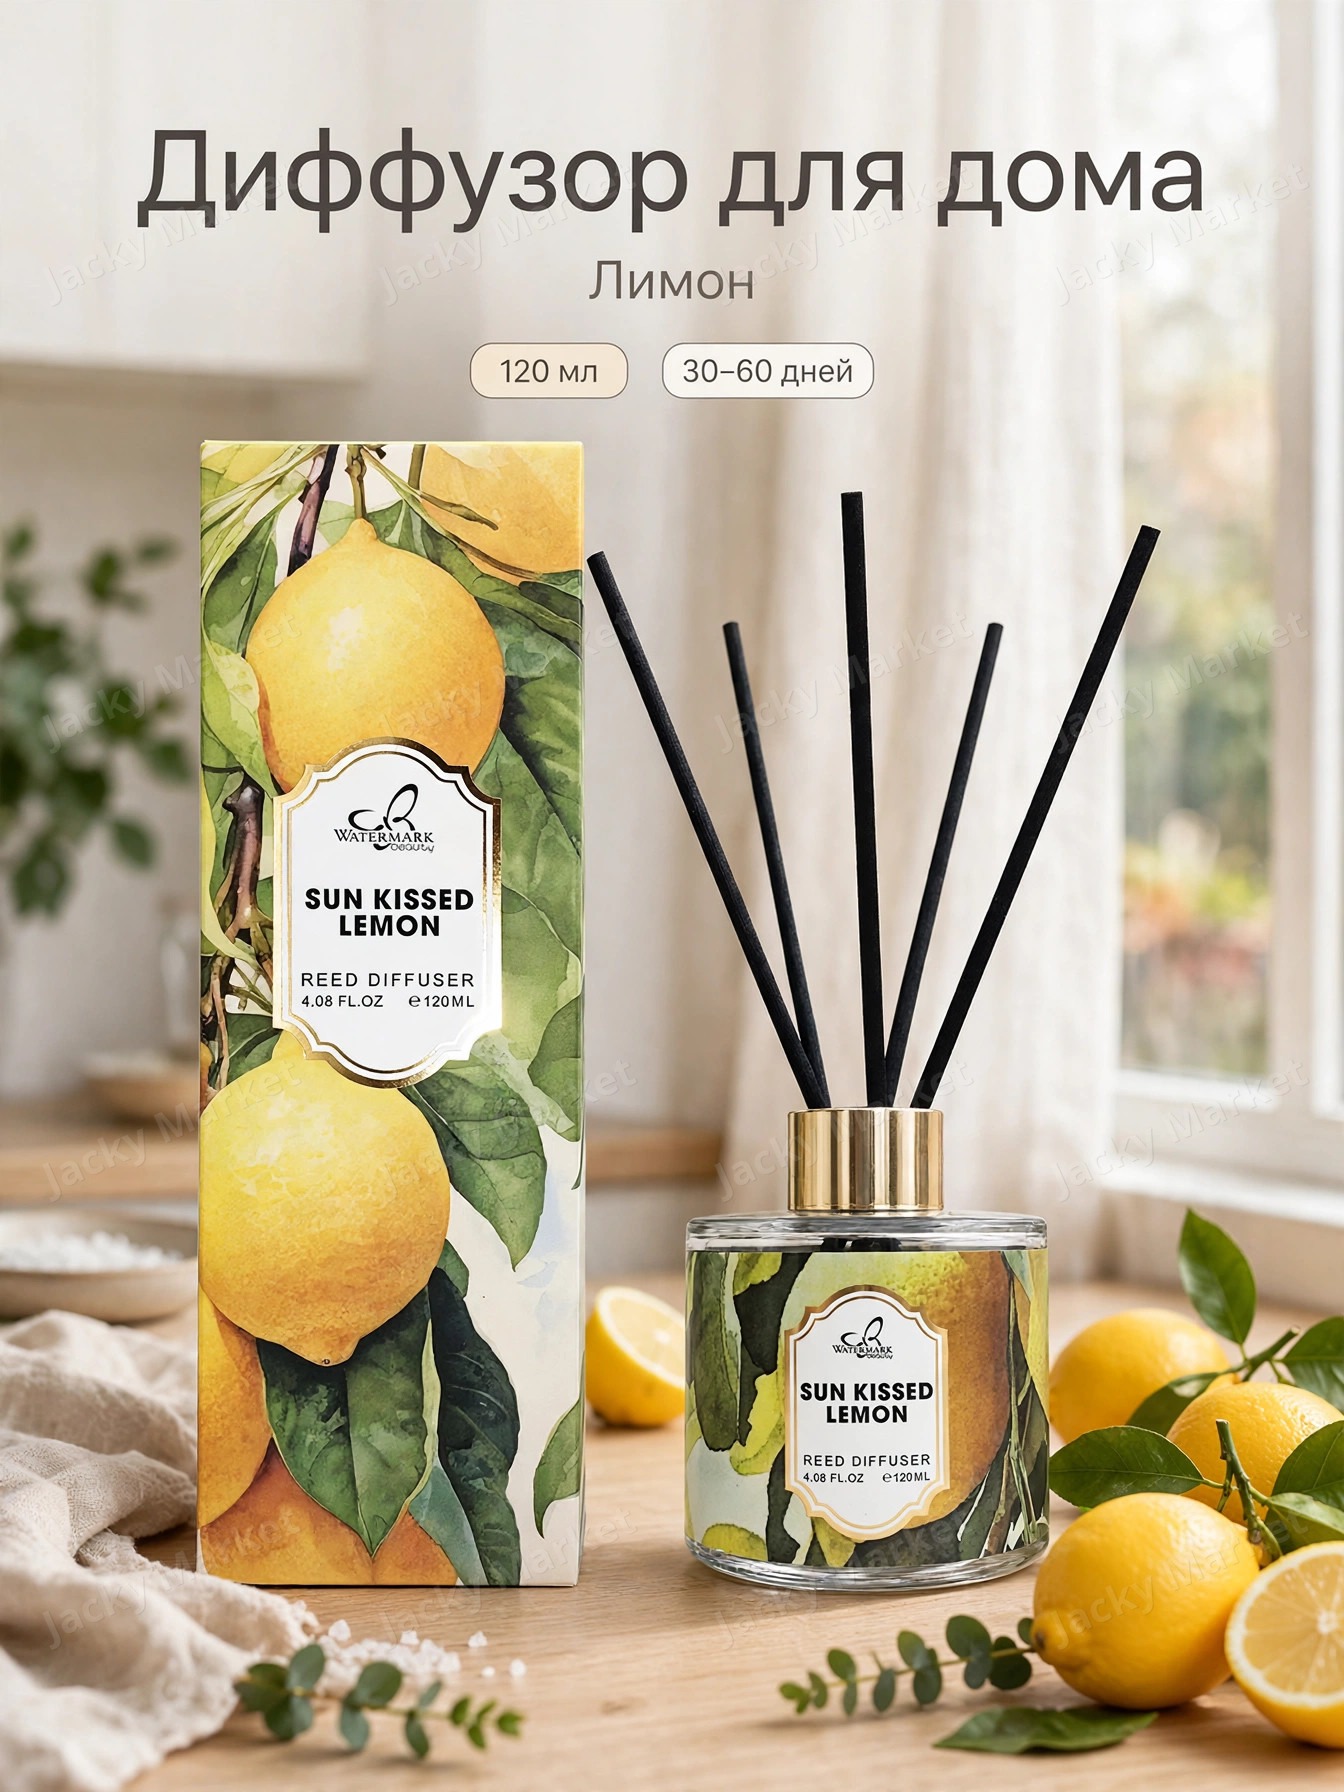 Диффузор для дома
Лимон
120 мл
30–60 дней
WATERMARK
beauty
SUN KISSED
LEMON
REED DIFFUSER
4.08 FL.OZ ℮120ML
WATERMARK
beauty
SUN KISSED
LEMON
REED DIFFUSER
4.08 FL.OZ ℮120ML
Jacky Market